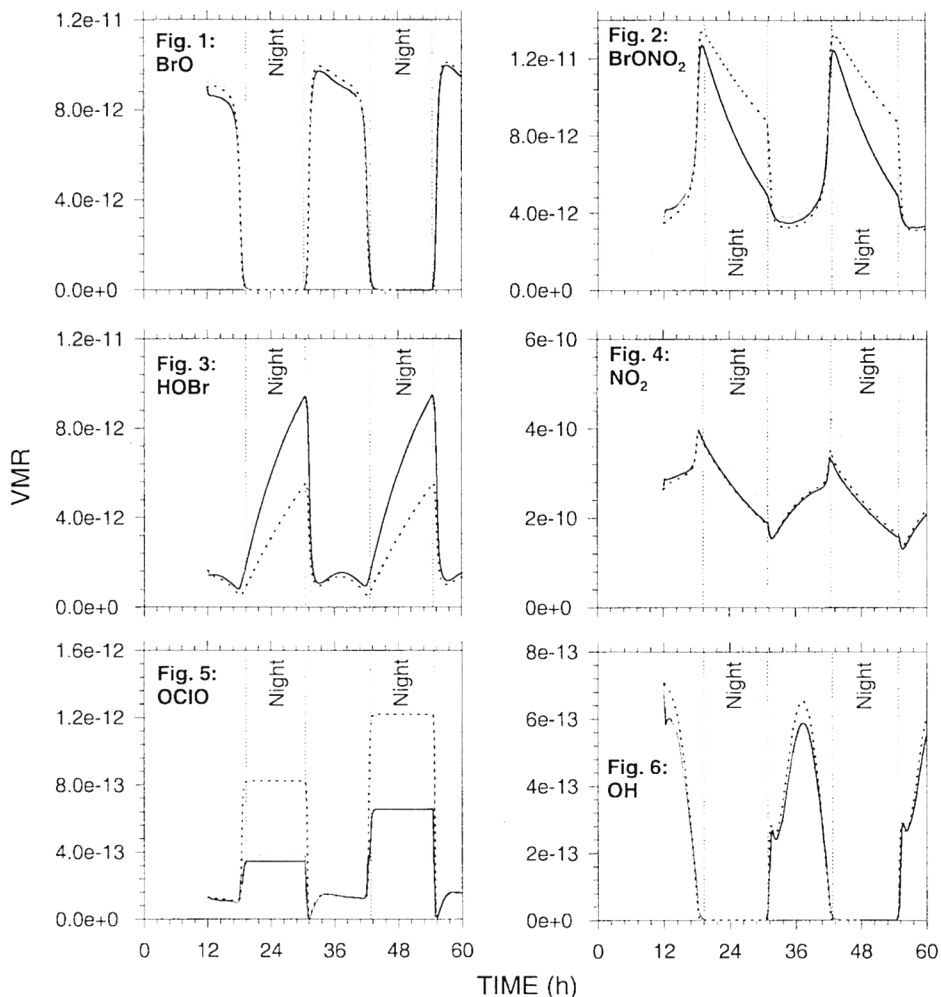 Fig. 1:
BrO
Night
Night
1.2e-11
8.0e-12
4.0e-12
0.0e+0
Fig. 2:
BrONO₂
Night
Night
1.2e-11
8.0e-12
4.0e-12
0.0e+0
Fig. 3:
HOBr
Night
Night
1.2e-11
8.0e-12
4.0e-12
0.0e+0
Fig. 4:
NO₂
Night
Night
6e-10
4e-10
2e-10
0e+0
Fig. 5:
OClO
Night
Night
1.6e-12
1.2e-12
8.0e-13
4.0e-13
0.0e+0
0 12 24 36 48 60
Fig. 6:
OH
Night
Night
8e-13
6e-13
4e-13
2e-13
0e+0
0 12 24 36 48 60
VMR
TIME (h)